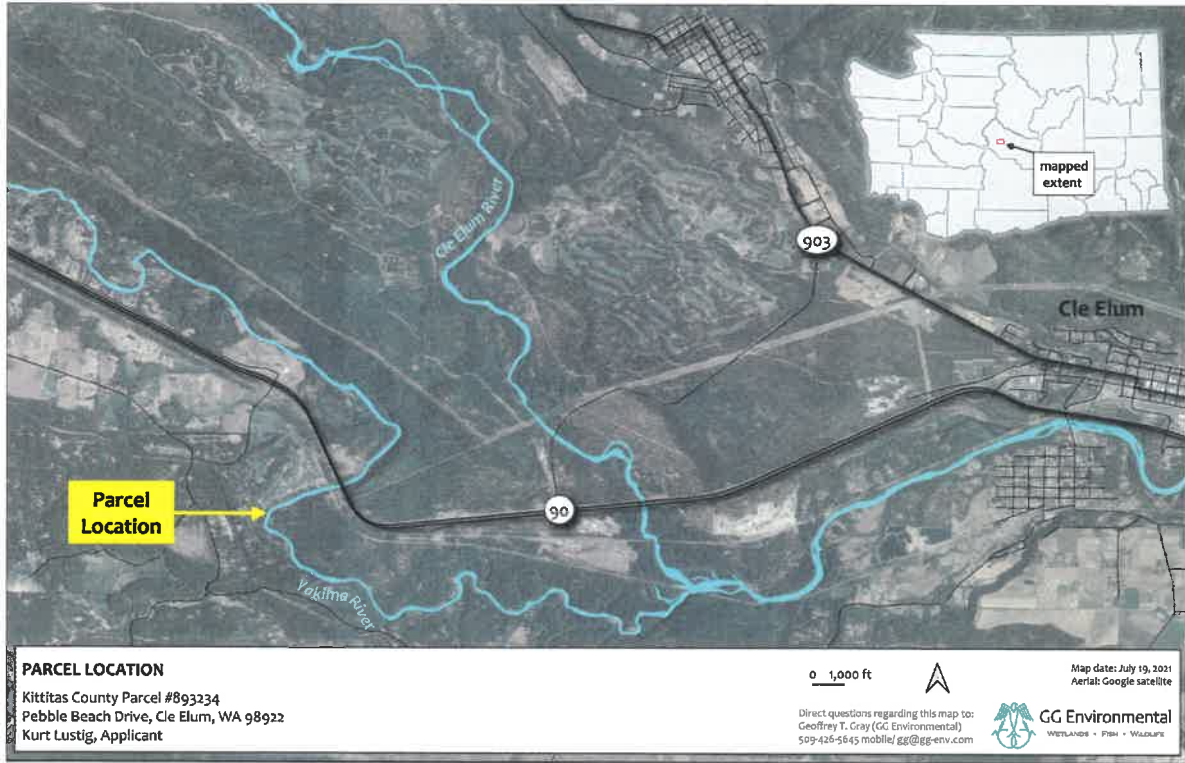 mapped
extent
903
Cle Elum River
Cle Elum
Parcel
Location
90
Yakima River
PARCEL LOCATION
Kittitas County Parcel #893234
Pebble Beach Drive, Cle Elum, WA 98922
Kurt Lustig, Applicant
0 1,000 ft
Direct questions regarding this map to:
Geoffrey T. Gray (GG Environmental)
509-426-5645 mobile/ gg@gg-env.com
Map date: July 19, 2021
Aerial: Google satellite
GG Environmental
WETLANDS • FISH • WILDLIFE